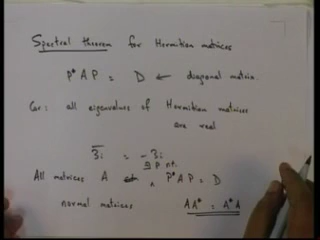 Spectral theorem for Hermitian matrices
P* A P = D ← diagonal matrix.
Cor: all eigenvalues of Hermitian matrices
are real
3i = - 3i
∃ P n.t.
All matrices A P* A P = D
normal matrices AA* = A*A